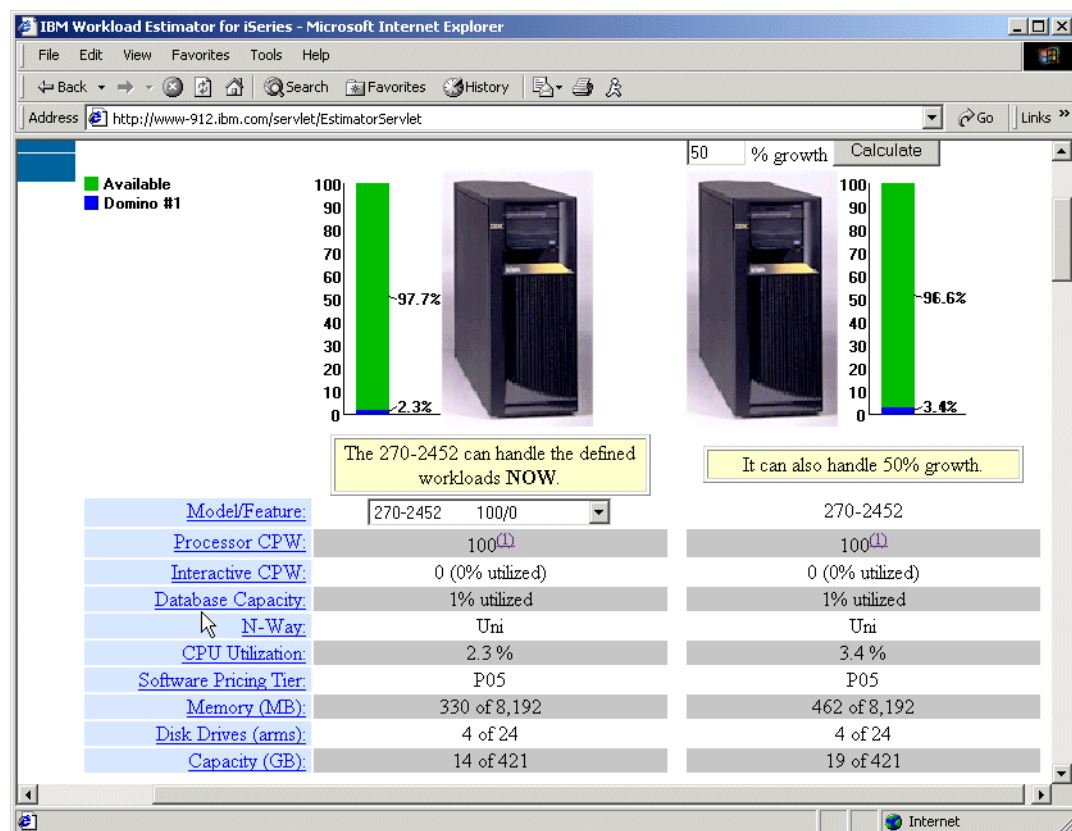 IBM Workload Estimator for iSeries - Microsoft Internet Explorer
File Edit View Favorites Tools Help
Back Search Favorites History
Address http://www-912.ibm.com/servlet/EstimatorServlet Go Links »
50 % growth Calculate
Available
Domino #1
100
90
80
70
60
50
40
30
20
10
0
97.7%
2.3%
IBM
IBM
100
90
80
70
60
50
40
30
20
10
0
96.6%
3.4%
The 270-2452 can handle the defined
workloads NOW.
It can also handle 50% growth.
Model/Feature: 270-2452 100/0 270-2452
Processor CPW: 100(1) 100(1)
Interactive CPW: 0 (0% utilized) 0 (0% utilized)
Database Capacity: 1% utilized 1% utilized
N-Way: Uni Uni
CPU Utilization: 2.3 % 3.4 %
Software Pricing Tier: P05 P05
Memory (MB): 330 of 8,192 462 of 8,192
Disk Drives (arms): 4 of 24 4 of 24
Capacity (GB): 14 of 421 19 of 421
Internet